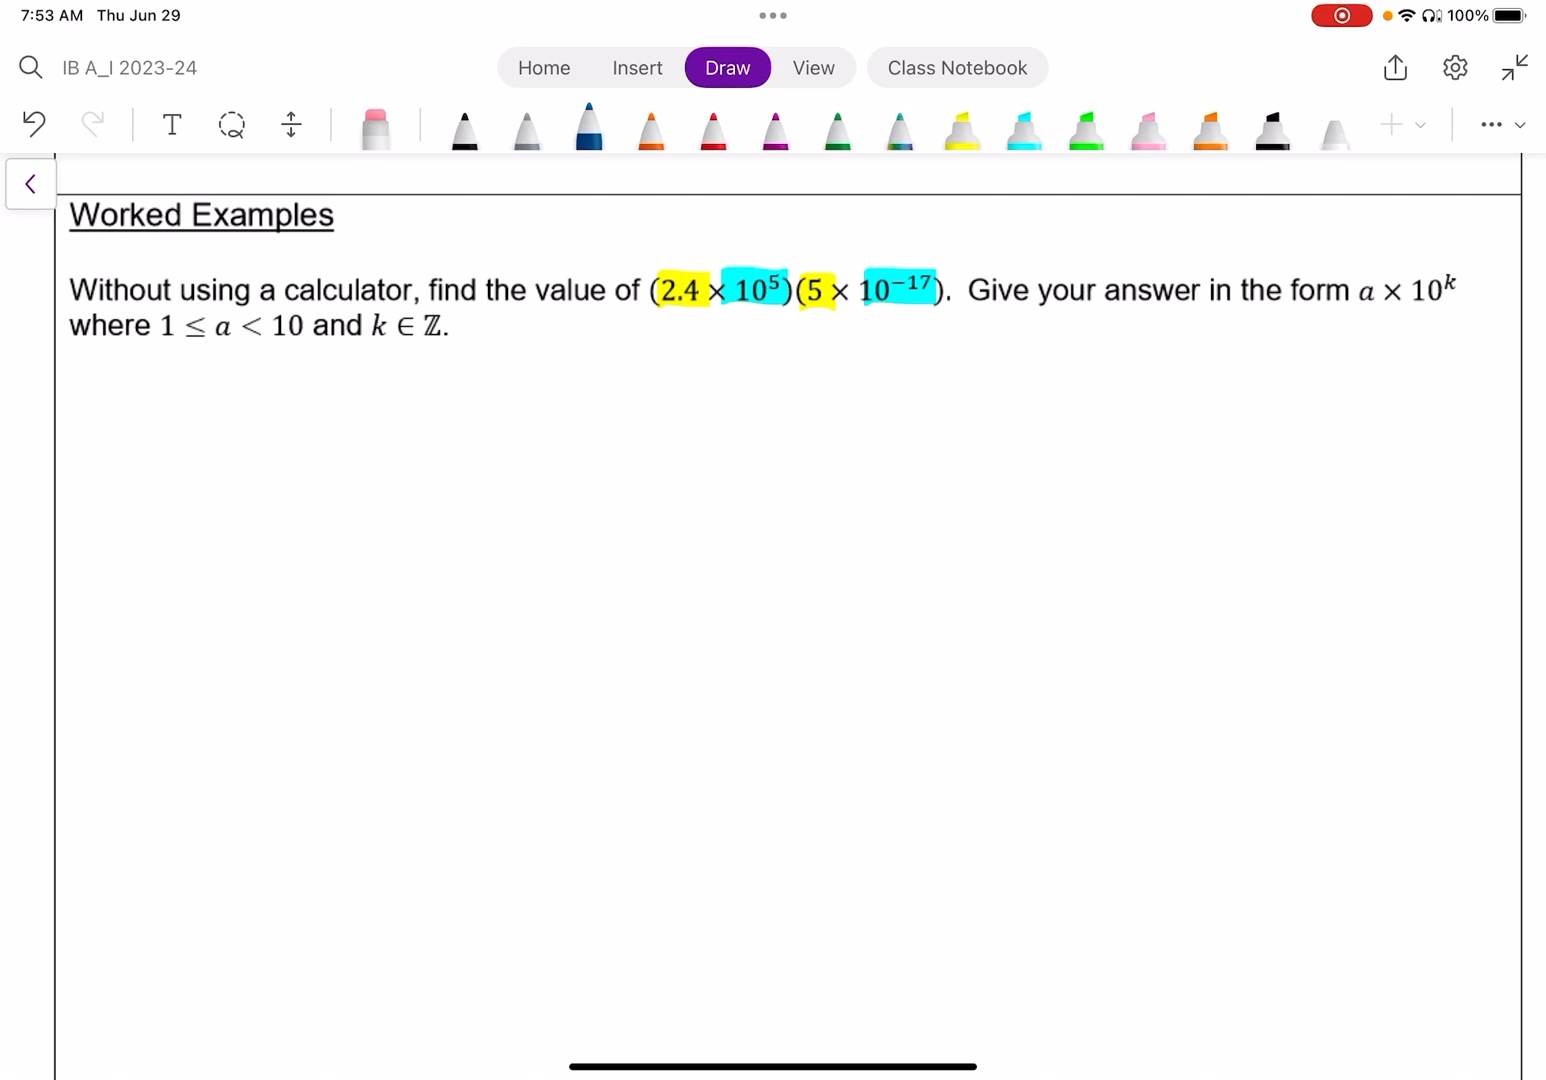 7:53 AM Thu Jun 29
100%
IB A_I 2023-24
Home Insert Draw View Class Notebook
T
Worked Examples
Without using a calculator, find the value of (2.4 × 10⁵)(5 × 10⁻¹⁷). Give your answer in the form a × 10ᵏ
where 1 ≤ a < 10 and k ∈ ℤ.